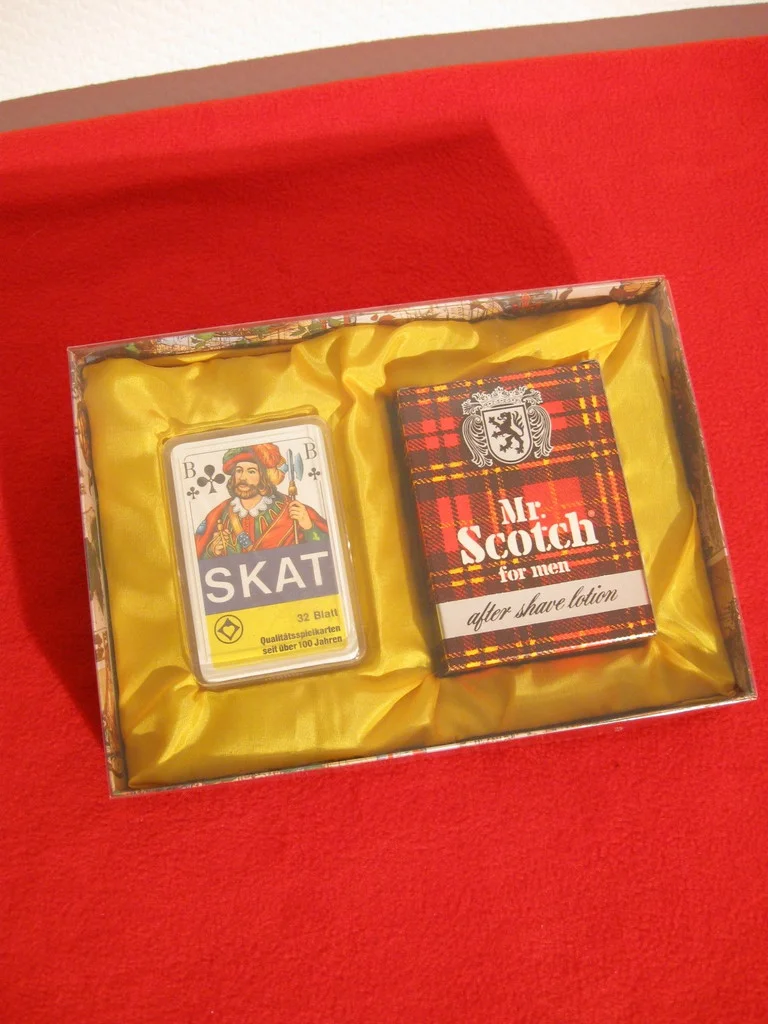 B
B
SKAT
32 Blatt
Qualitätsspielkarten
seit über 100 Jahren
Mr.
Scotch®
for men
after shave lotion